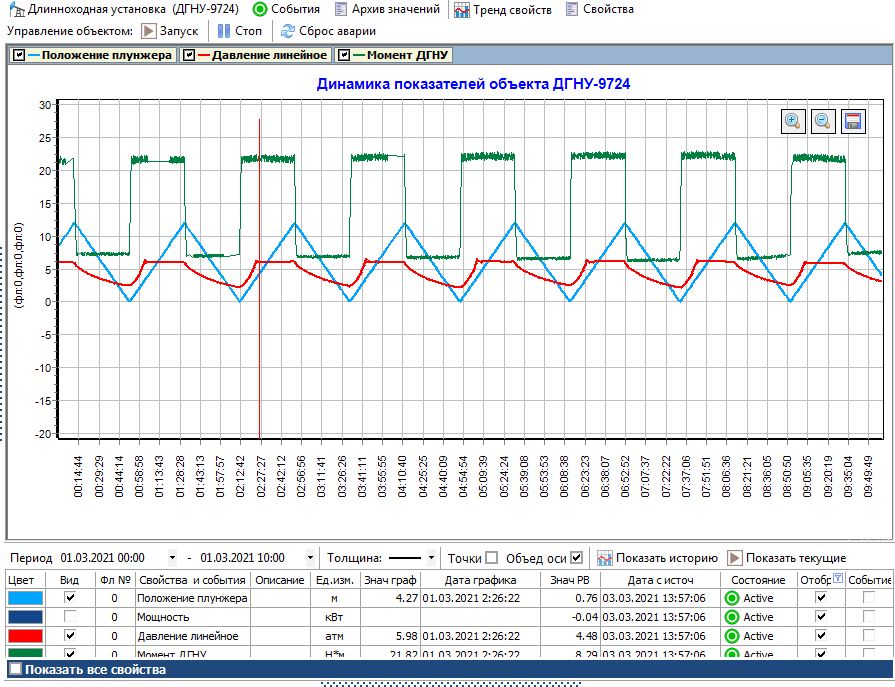 Длинноходная установка (ДГНУ-9724) События Архив значений Тренд свойств Свойства
Управление объектом: Запуск Стоп Сброс аварии
Положение плунжера Давление линейное Момент ДГНУ
Динамика показателей объекта ДГНУ-9724
30
25
20
15
10
5
0
-5
-10
-15
-20
(фп:0,фп:0,фп:0)
00:14:44 00:29:29 00:44:14 00:58:58 01:13:43 01:28:28 01:43:13 01:57:57 02:12:42 02:27:27 02:42:12 02:56:56 03:11:41 03:26:26 03:41:11 03:55:55 04:10:40 04:25:25 04:40:09 04:54:54 05:09:39 05:24:24 05:39:08 05:53:53 06:08:38 06:23:23 06:38:07 06:52:52 07:07:37 07:22:22 07:37:06 07:51:51 08:06:36 08:21:21 08:36:05 08:50:50 09:05:35 09:20:19 09:35:04 09:49:49
Период 01.03.2021 00:00 - 01.03.2021 10:00 Толщина: Точки Объед оси Показать историю Показать текущие
Цвет Вид Фл № Свойства и события Описание Ед.изм. Знач граф Дата графика Знач РВ Дата с источ Состояние Отобр Событие
0 Положение плунжера м 4.27 01.03.2021 2:26:22 0.76 03.03.2021 13:57:06 Active
0 Мощность кВт -0.04 03.03.2021 13:57:06 Active
0 Давление линейное атм 5.98 01.03.2021 2:26:22 4.48 03.03.2021 13:57:06 Active
0 Момент ДГНУ Н*м 21.82 01.03.2021 2:26:22 8.29 03.03.2021 13:57:06 Active
Показать все свойства